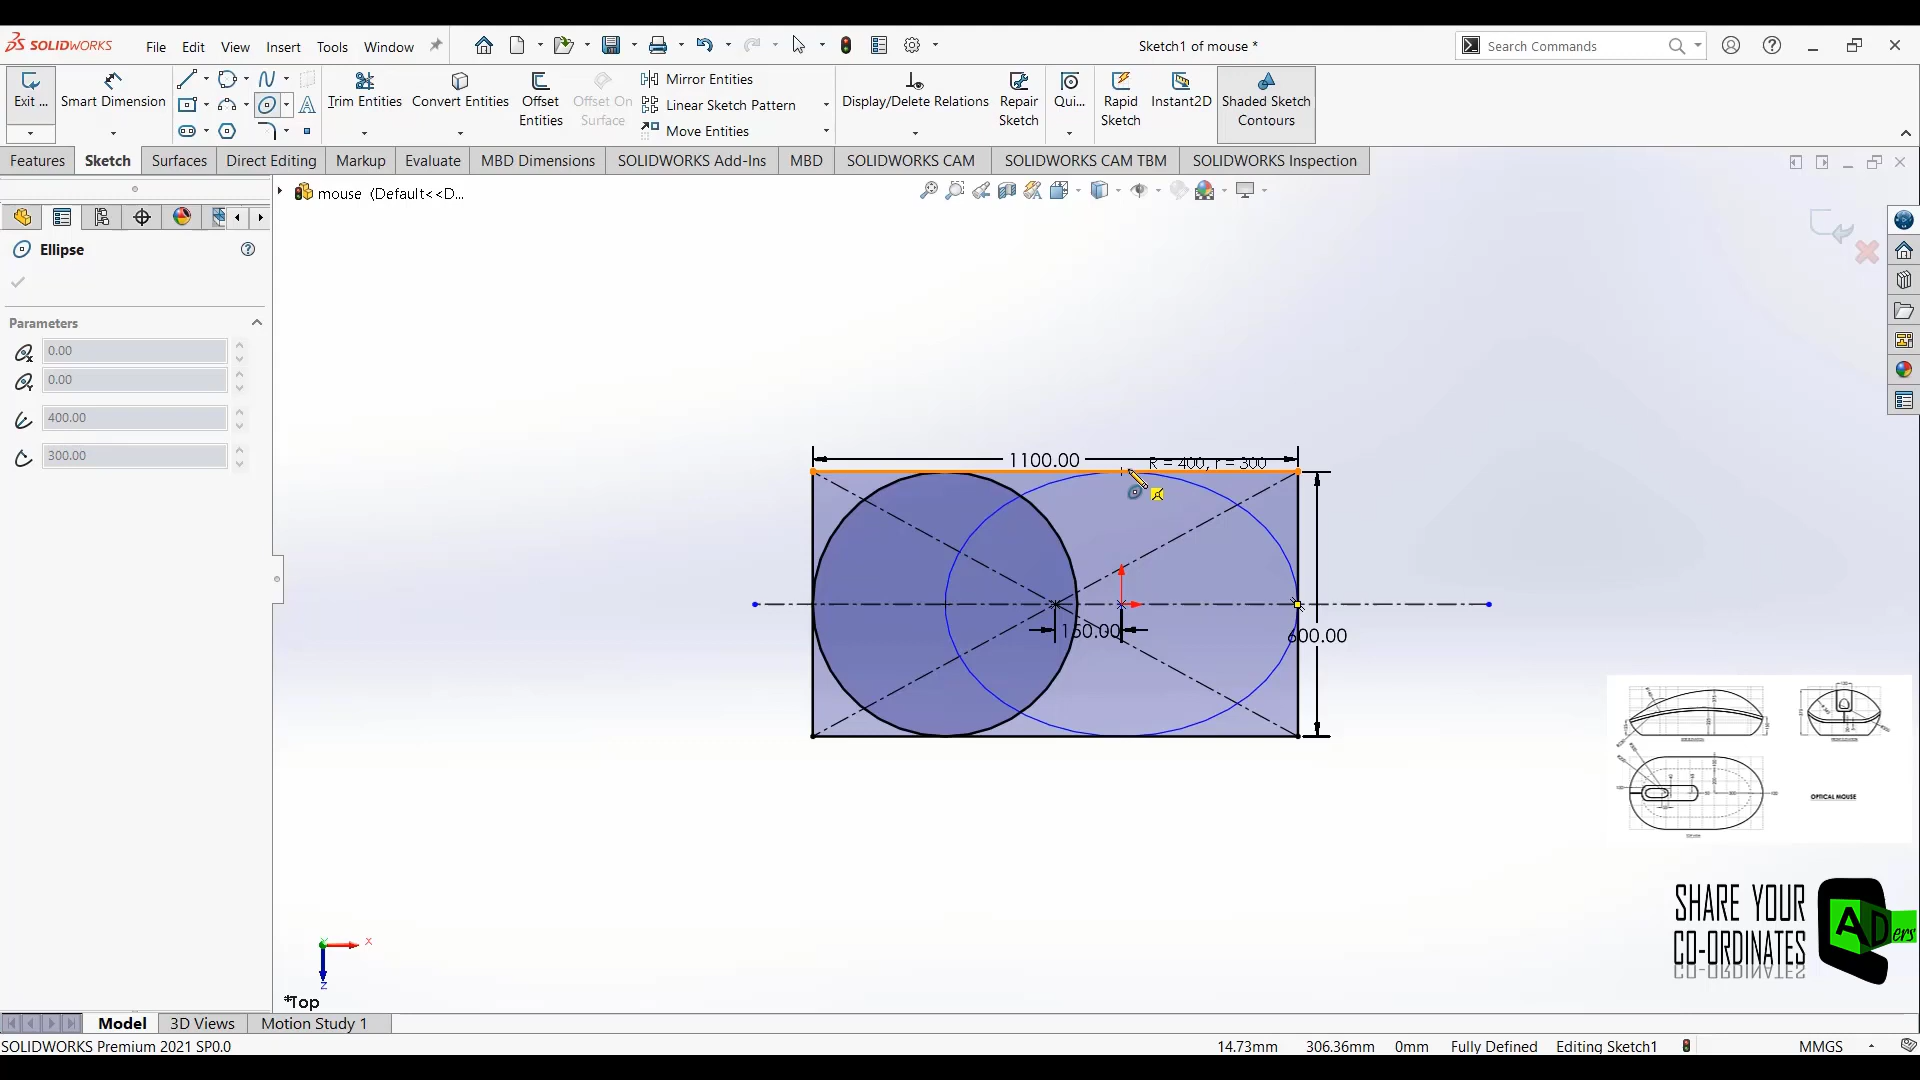 SOLIDWORKS File Edit View Insert Tools Window Sketch1 of mouse * Search Commands
Exit ... Smart Dimension Trim Entities Convert Entities Offset Entities Offset On Surface Mirror Entities Linear Sketch Pattern Move Entities Display/Delete Relations Repair Sketch Qui... Rapid Sketch Instant2D Shaded Sketch Contours
Features Sketch Surfaces Direct Editing Markup Evaluate MBD Dimensions SOLIDWORKS Add-Ins MBD SOLIDWORKS CAM SOLIDWORKS CAM TBM SOLIDWORKS Inspection
mouse (Default<<D...
Ellipse
Parameters
0.00
0.00
400.00
300.00
1100.00
R = 400, r = 300
150.00
600.00
OPTICAL MOUSE
SHARE YOUR
CO-ORDINATES
CADers
X
Z
*Top
Model 3D Views Motion Study 1
SOLIDWORKS Premium 2021 SP0.0 14.73mm 306.36mm 0mm Fully Defined Editing Sketch1 MMGS